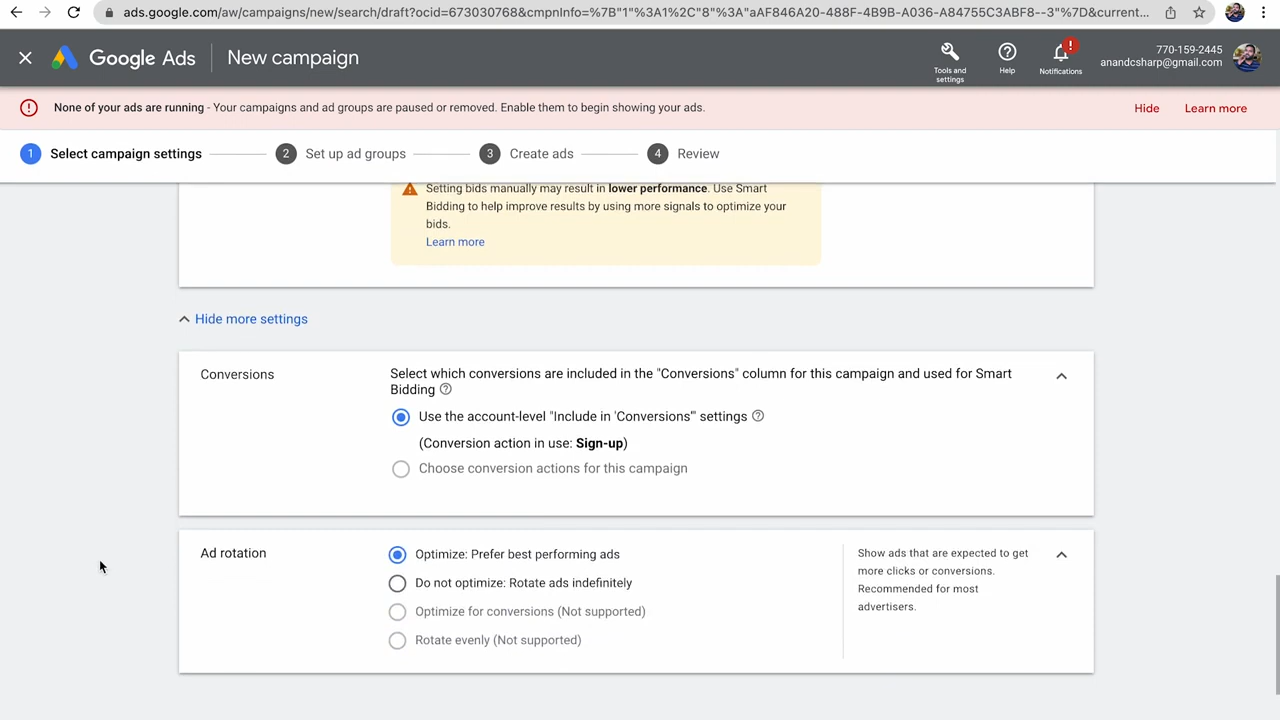 ads.google.com/aw/campaigns/new/search/draft?ocid=673030768&cmpnInfo=%7B"1"%3A1%2C"8"%3A"aAF846A20-488F-4B9B-A036-A84755C3ABF8--3"%7D&current...
Google Ads
New campaign
Tools and
settings
Help
!
Notifications
770-159-2445
anandcsharp@gmail.com
None of your ads are running - Your campaigns and ad groups are paused or removed. Enable them to begin showing your ads.
Hide
Learn more
1 Select campaign settings
2 Set up ad groups
3 Create ads
4 Review
Setting bids manually may result in lower performance. Use Smart
Bidding to help improve results by using more signals to optimize your
bids.
Learn more
Hide more settings
Conversions
Select which conversions are included in the "Conversions" column for this campaign and used for Smart
Bidding
Use the account-level "Include in 'Conversions'" settings
(Conversion action in use: Sign-up)
Choose conversion actions for this campaign
Ad rotation
Optimize: Prefer best performing ads
Do not optimize: Rotate ads indefinitely
Optimize for conversions (Not supported)
Rotate evenly (Not supported)
Show ads that are expected to get
more clicks or conversions.
Recommended for most
advertisers.